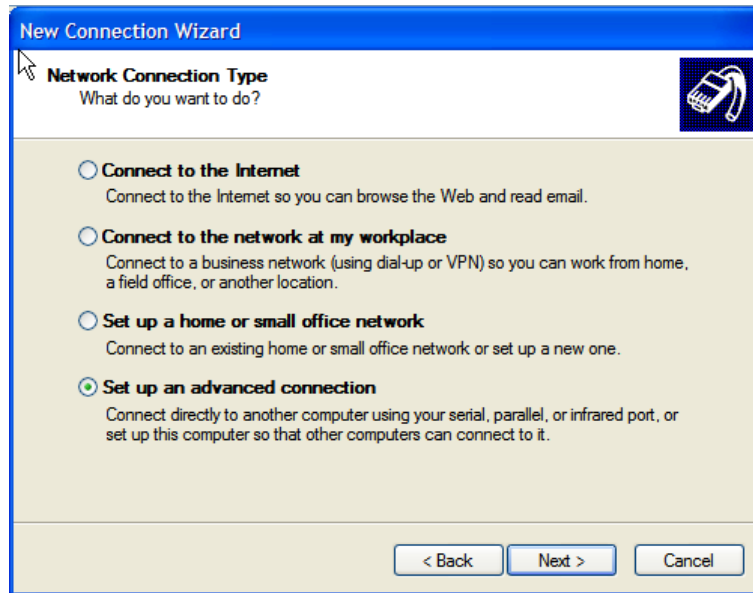 New Connection Wizard
Network Connection Type
What do you want to do?
Connect to the Internet
Connect to the Internet so you can browse the Web and read email.
Connect to the network at my workplace
Connect to a business network (using dial-up or VPN) so you can work from home,
a field office, or another location.
Set up a home or small office network
Connect to an existing home or small office network or set up a new one.
Set up an advanced connection
Connect directly to another computer using your serial, parallel, or infrared port, or
set up this computer so that other computers can connect to it.
< Back Next > Cancel